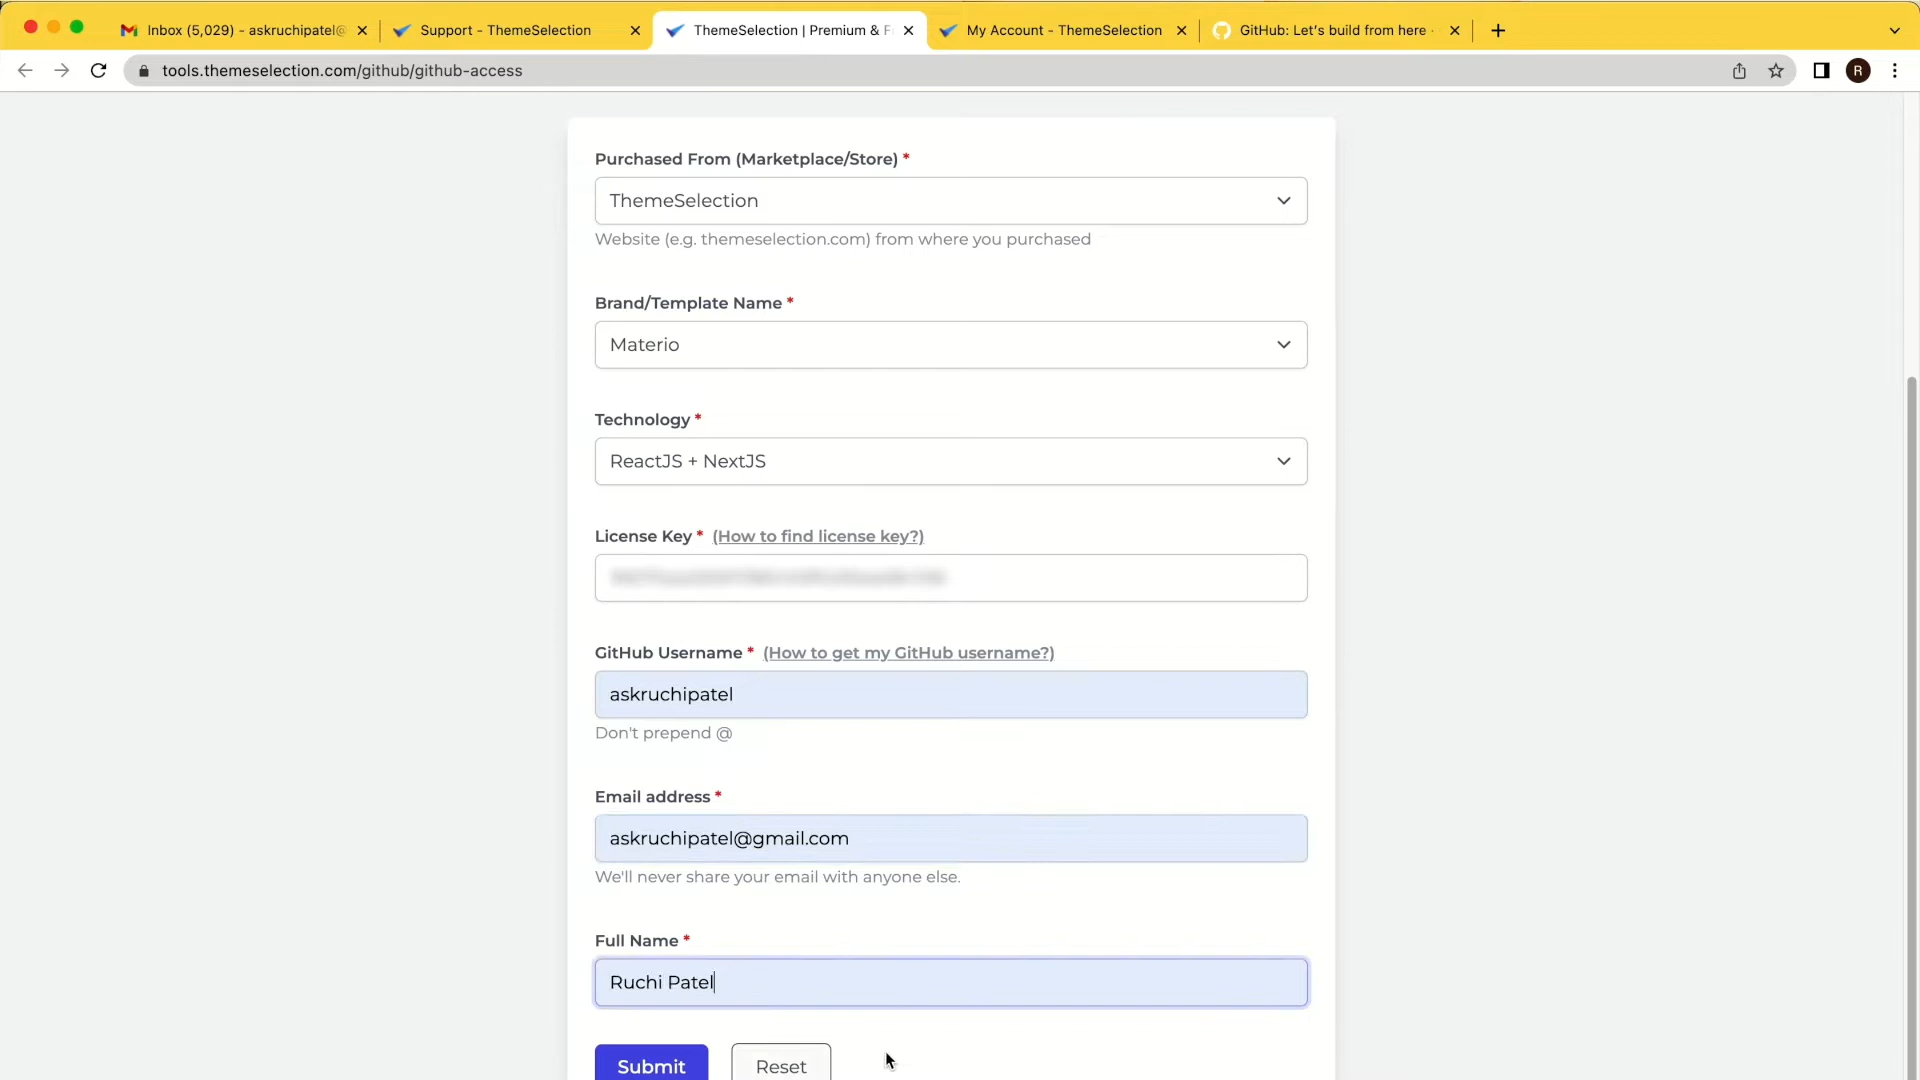 Inbox (5,029) - askruchipatel@
Support - ThemeSelection
ThemeSelection | Premium & F
My Account - ThemeSelection
GitHub: Let's build from here ·
tools.themeselection.com/github/github-access
R
Purchased From (Marketplace/Store) *
ThemeSelection
Website (e.g. themeselection.com) from where you purchased
Brand/Template Name *
Materio
Technology *
ReactJS + NextJS
License Key * (How to find license key?)
GitHub Username * (How to get my GitHub username?)
askruchipatel
Don't prepend @
Email address *
askruchipatel@gmail.com
We'll never share your email with anyone else.
Full Name *
Ruchi Patel
Submit
Reset